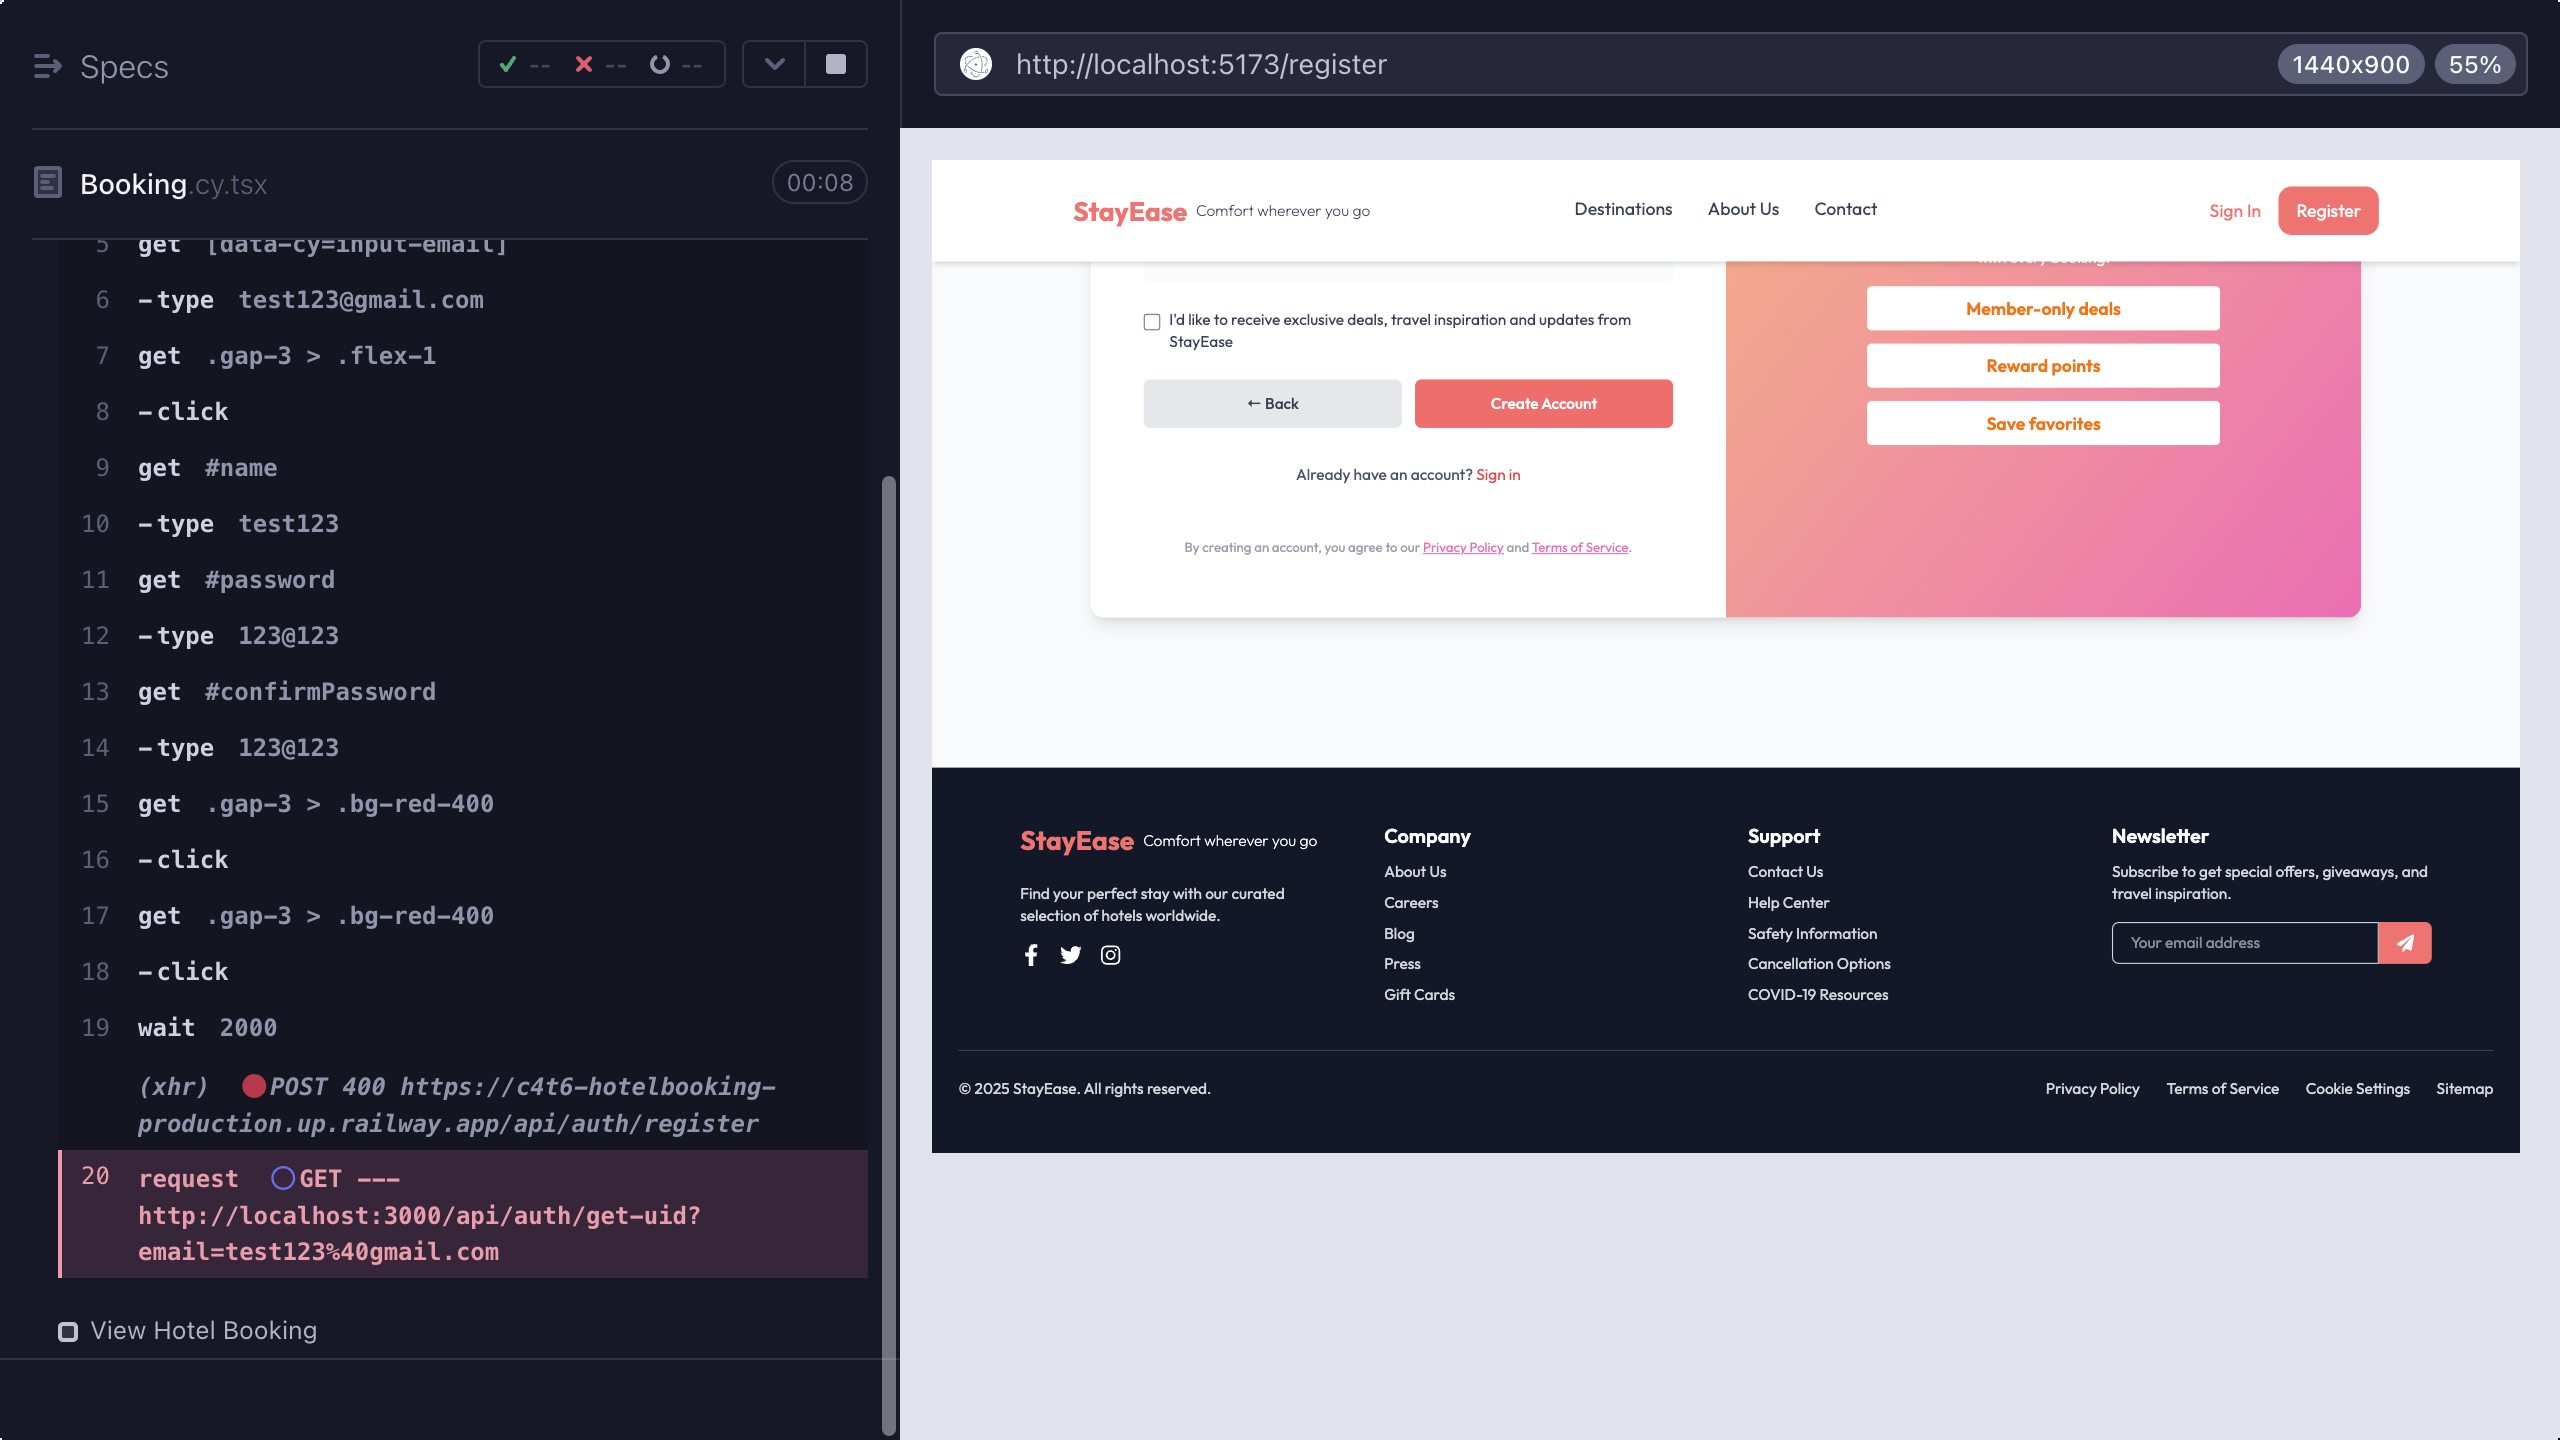 Specs
-- -- --
Booking.cy.tsx
00:08
5 get [data-cy=input-email]
6 -type test123@gmail.com
7 get .gap-3 > .flex-1
8 -click
9 get #name
10 -type test123
11 get #password
12 -type 123@123
13 get #confirmPassword
14 -type 123@123
15 get .gap-3 > .bg-red-400
16 -click
17 get .gap-3 > .bg-red-400
18 -click
19 wait 2000
(xhr) POST 400 https://c4t6-hotelbooking-
production.up.railway.app/api/auth/register
20 request GET ---
http://localhost:3000/api/auth/get-uid?
email=test123%40gmail.com
View Hotel Booking
http://localhost:5173/register
1440x900
55%
StayEase Comfort wherever you go
Destinations About Us Contact
Sign In Register
with every booking.
I'd like to receive exclusive deals, travel inspiration and updates from
StayEase
← Back
Create Account
Already have an account? Sign in
By creating an account, you agree to our Privacy Policy and Terms of Service.
Member-only deals
Reward points
Save favorites
StayEase Comfort wherever you go
Find your perfect stay with our curated
selection of hotels worldwide.
Company
About Us
Careers
Blog
Press
Gift Cards
Support
Contact Us
Help Center
Safety Information
Cancellation Options
COVID-19 Resources
Newsletter
Subscribe to get special offers, giveaways, and
travel inspiration.
Your email address
© 2025 StayEase. All rights reserved.
Privacy Policy Terms of Service Cookie Settings Sitemap